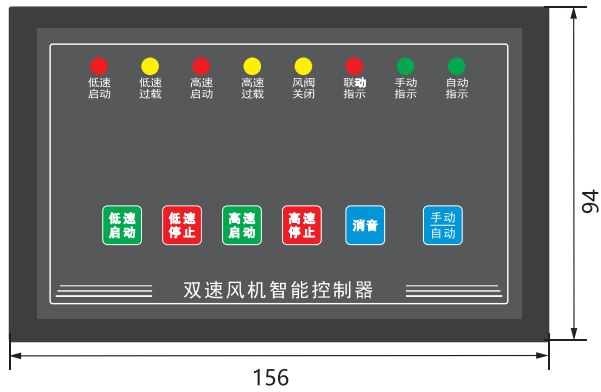 低速 低速 高速 高速 风阀 联动 手动 自动
启动 过载 启动 过载 关闭 指示 指示 指示
低速 低速 高速 高速 消音 手动
启动 停止 启动 停止 自动
双速风机智能控制器
94
156